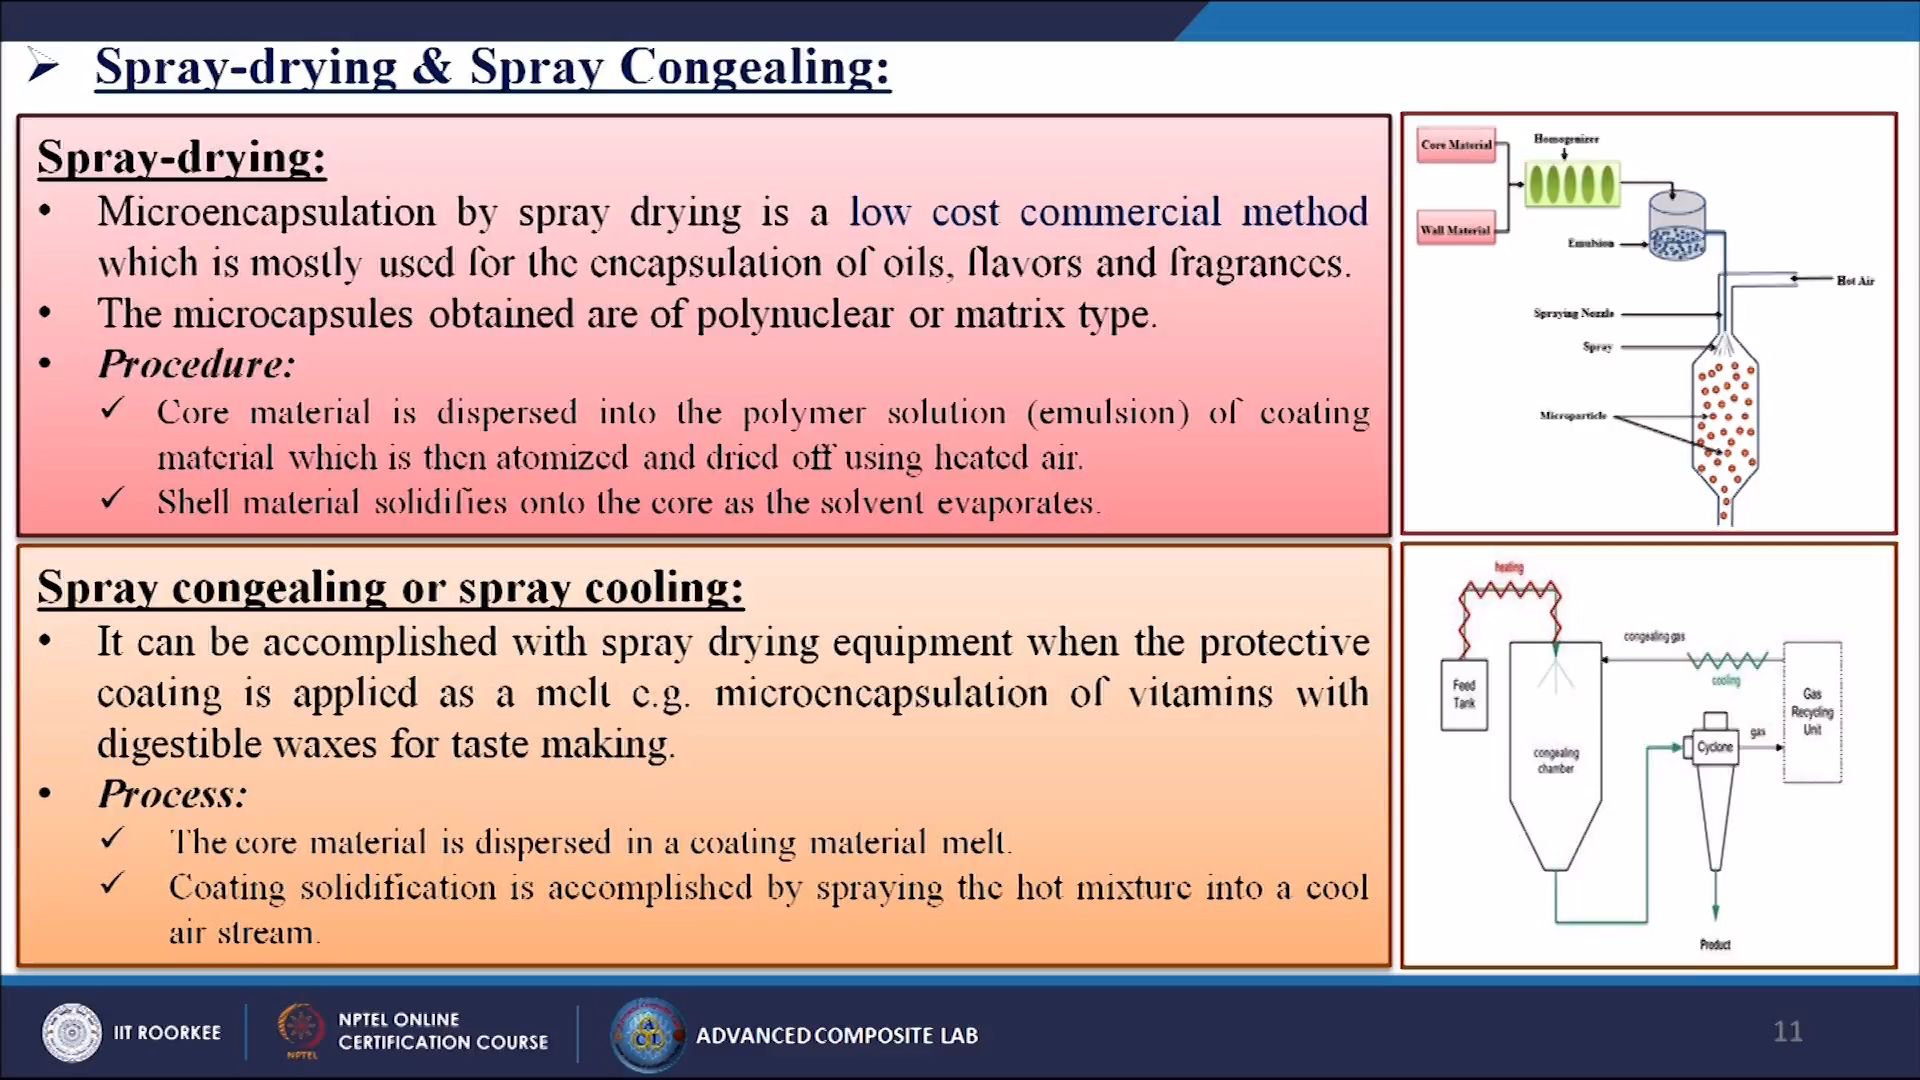 Spray-drying & Spray Congealing:
Spray-drying:
• Microencapsulation by spray drying is a low cost commercial method
which is mostly used for the encapsulation of oils, flavors and fragrances.
• The microcapsules obtained are of polynuclear or matrix type.
• Procedure:
✓ Core material is dispersed into the polymer solution (emulsion) of coating
material which is then atomized and dried off using heated air.
✓ Shell material solidifies onto the core as the solvent evaporates.
Core Material
Homogenizer
Wall Material
Emulsion
Hot Air
Spraying Nozzle
Spray
Microparticle
Spray congealing or spray cooling:
• It can be accomplished with spray drying equipment when the protective
coating is applied as a melt e.g. microencapsulation of vitamins with
digestible waxes for taste making.
• Process:
✓ The core material is dispersed in a coating material melt.
✓ Coating solidification is accomplished by spraying the hot mixture into a cool
air stream.
heating
congealing gas
cooling
Feed
Tank
Gas
Recycling
Unit
gas
Cyclone
congealing
chamber
Product
IIT ROORKEE
NPTEL
NPTEL ONLINE
CERTIFICATION COURSE
ACL
ADVANCED COMPOSITE LAB
11